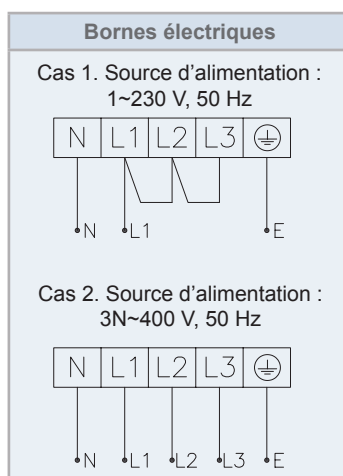 Bornes électriques
Cas 1. Source d’alimentation :
1~230 V, 50 Hz
N L1 L2 L3
N L1 E
Cas 2. Source d’alimentation :
3N~400 V, 50 Hz
N L1 L2 L3
N L1 L2 L3 E